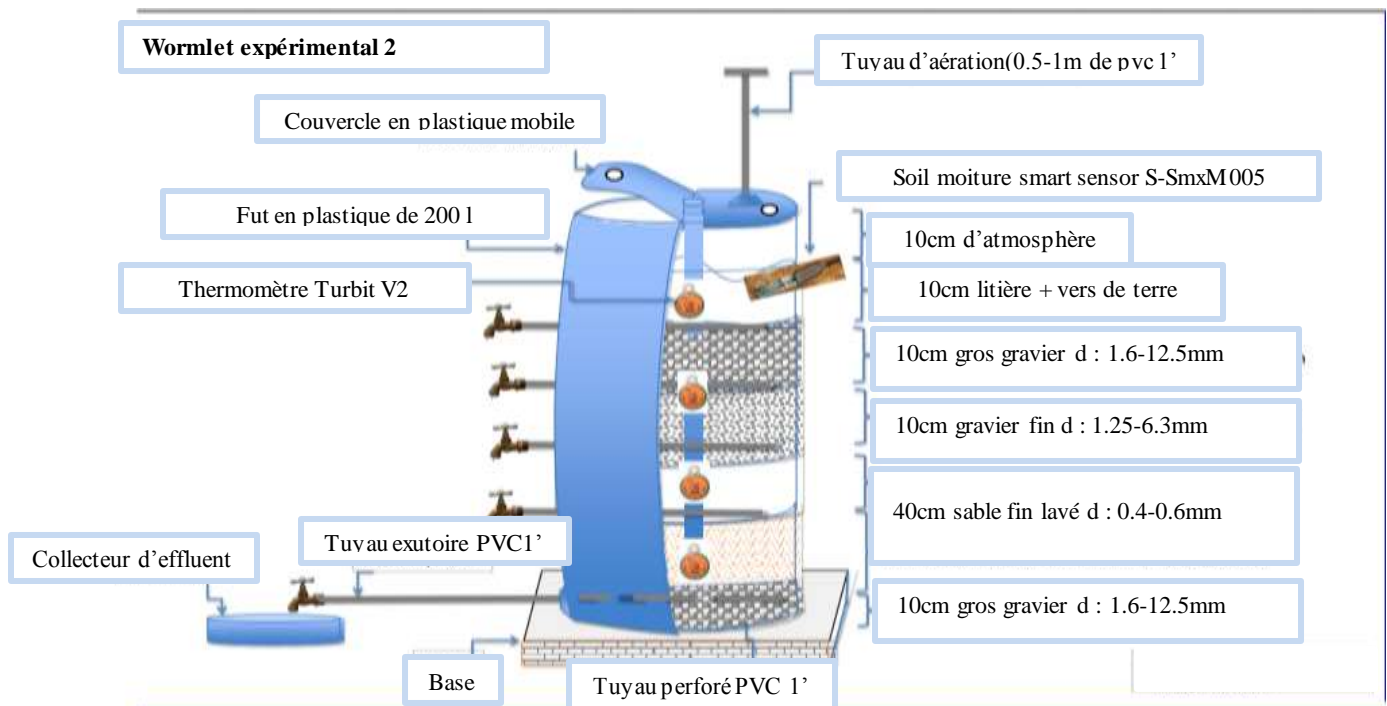 Wormlet expérimental 2
Tuyau d'aération(0.5-1m de pvc 1'
Couvercle en plastique mobile
Soil moiture smart sensor S-SmxM005
Fut en plastique de 200 l
10cm d'atmosphère
Thermomètre Turbit V2
10cm litière + vers de terre
10cm gros gravier d : 1.6-12.5mm
10cm gravier fin d : 1.25-6.3mm
40cm sable fin lavé d : 0.4-0.6mm
Tuyau exutoire PVC1'
Collecteur d'effluent
10cm gros gravier d : 1.6-12.5mm
Base
Tuyau perforé PVC 1'